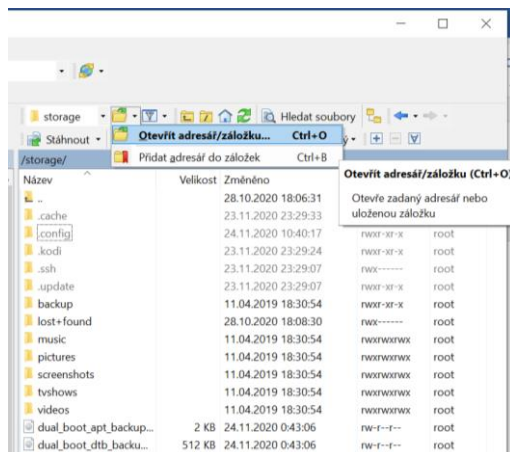 storage
Hledat soubory
Stáhnout
Otevřít adresář/záložku... Ctrl+O
Přidat adresář do záložek Ctrl+B
/storage/
Otevřít adresář/záložku (Ctrl+O)
Otevře zadaný adresář nebo
uloženou záložku
Název Velikost Změněno
.. 28.10.2020 18:06:31
.cache 23.11.2020 23:29:33
.config 24.11.2020 10:40:17 rwxr-xr-x root
.kodi 23.11.2020 23:29:24 rwxr-xr-x root
.ssh 23.11.2020 23:29:07 rwx------ root
.update 23.11.2020 23:29:07 rwxr-xr-x root
backup 11.04.2019 18:30:54 rwxr-xr-x root
lost+found 28.10.2020 18:08:30 rwx------ root
music 11.04.2019 18:30:54 rwxrwxrwx root
pictures 11.04.2019 18:30:54 rwxrwxrwx root
screenshots 11.04.2019 18:30:54 rwxrwxrwx root
tvshows 11.04.2019 18:30:54 rwxrwxrwx root
videos 11.04.2019 18:30:54 rwxrwxrwx root
dual_boot_apt_backup... 2 KB 24.11.2020 0:43:06 rw-r--r-- root
dual_boot_dtb_backu... 512 KB 24.11.2020 0:43:06 rw-r--r-- root